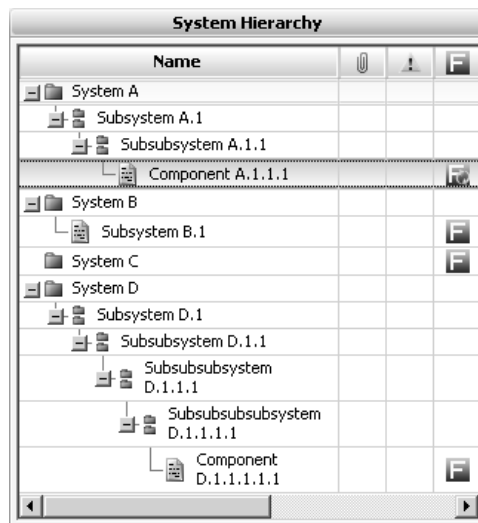 System Hierarchy
Name F
System A
Subsystem A.1
Subsubsystem A.1.1
Component A.1.1.1 F
System B
Subsystem B.1 F
System C F
System D
Subsystem D.1
Subsubsystem D.1.1
Subsubsubsystem
D.1.1.1
Subsubsubsubsystem
D.1.1.1.1
Component
D.1.1.1.1.1 F